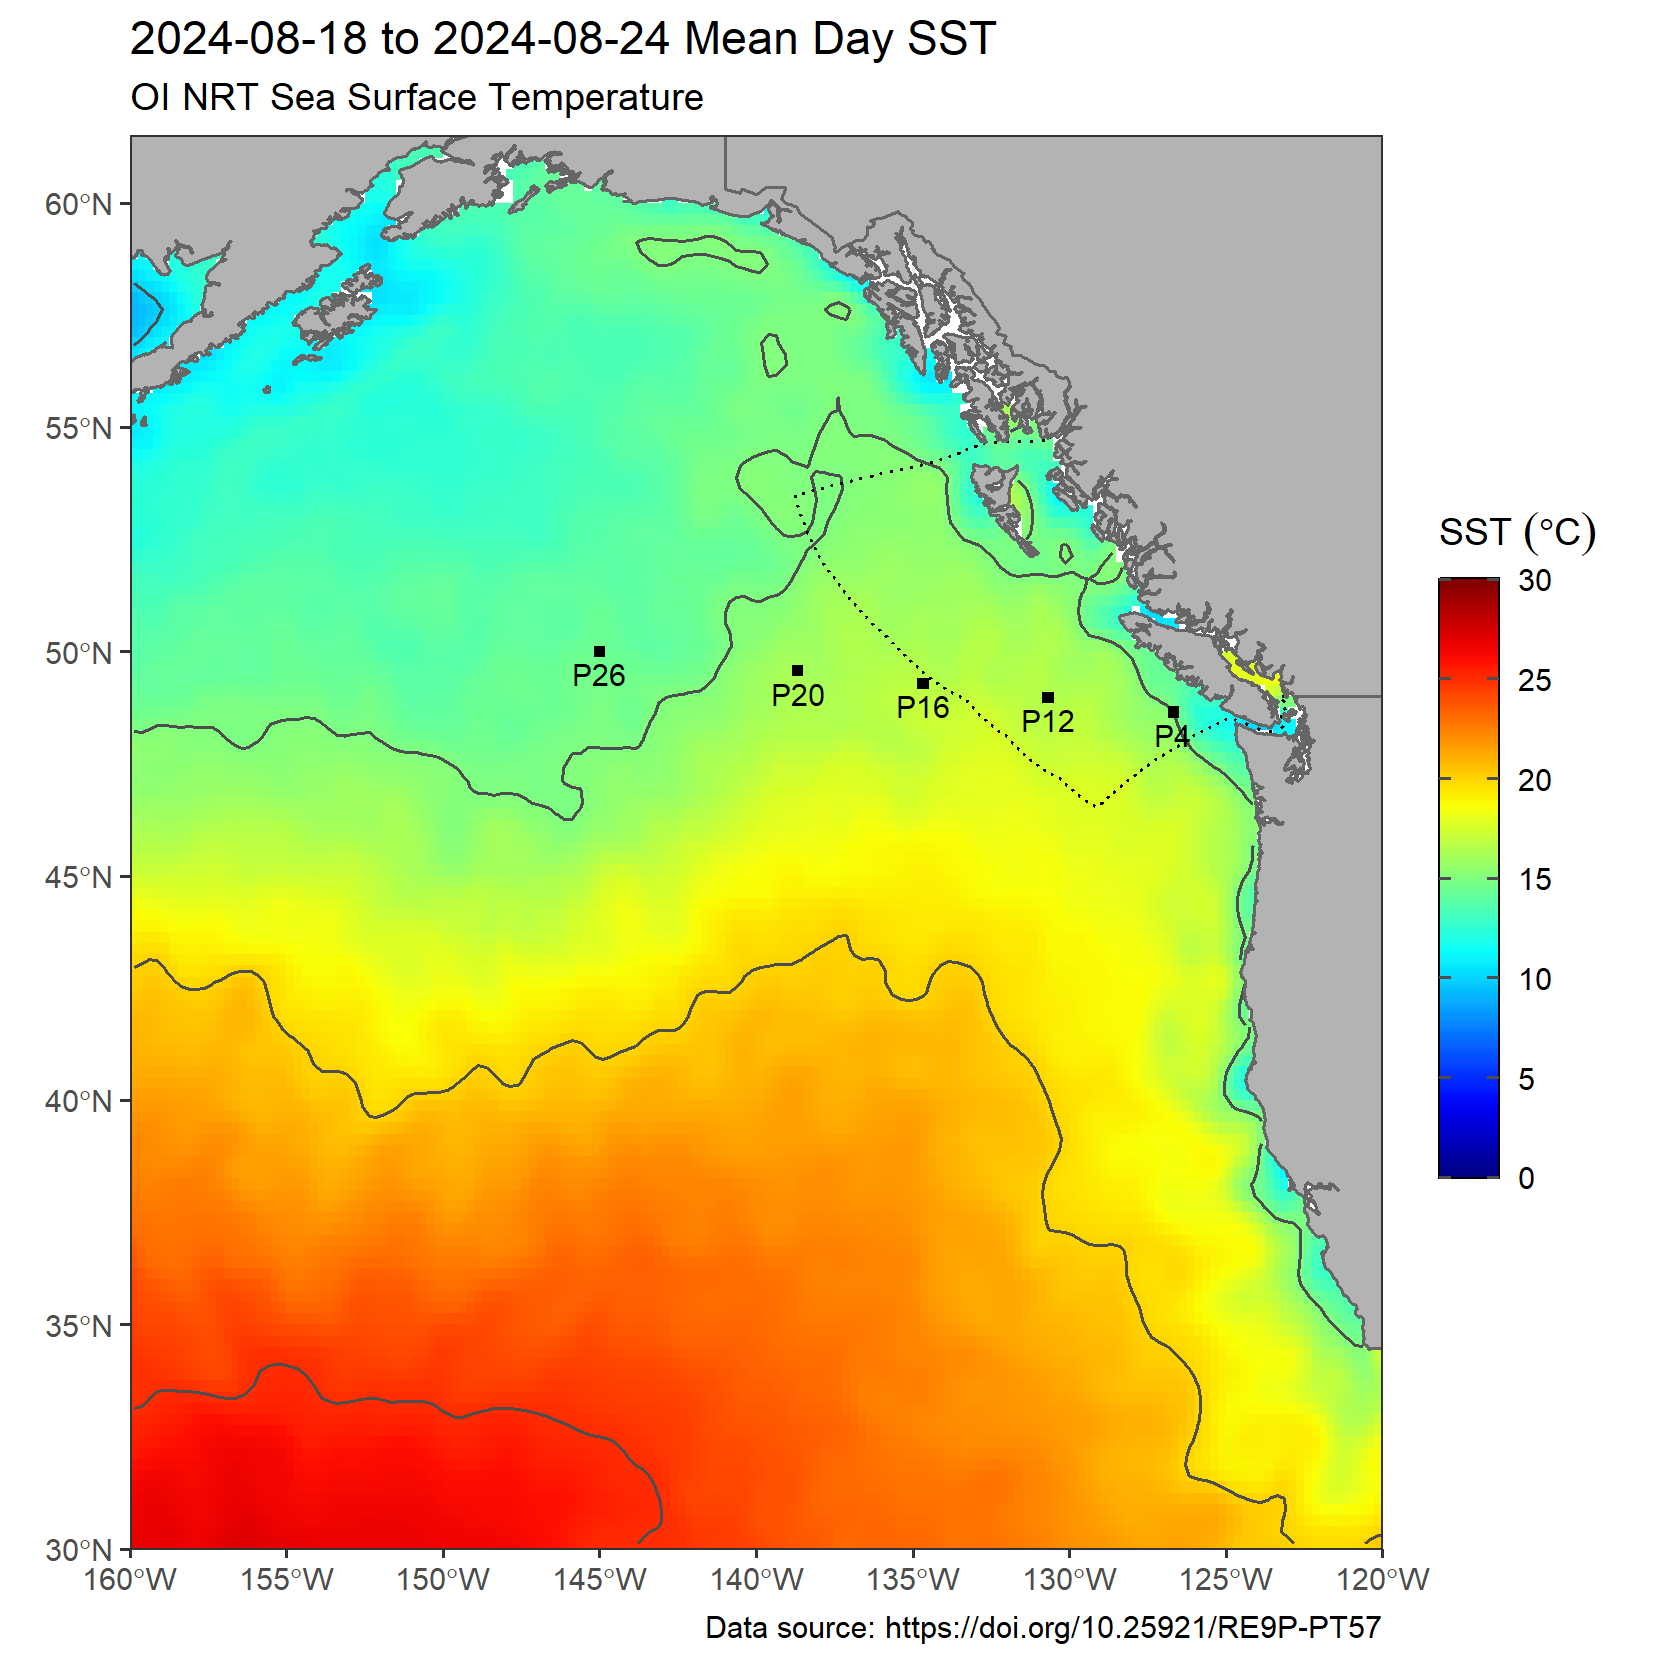 2024-08-18 to 2024-08-24 Mean Day SST
OI NRT Sea Surface Temperature
60°N
55°N
50°N
45°N
40°N
35°N
30°N
160°W
155°W
150°W
145°W
140°W
135°W
130°W
125°W
120°W
P26
P20
P16
P12
P4
SST (°C)
30
25
20
15
10
5
0
Data source: https://doi.org/10.25921/RE9P-PT57